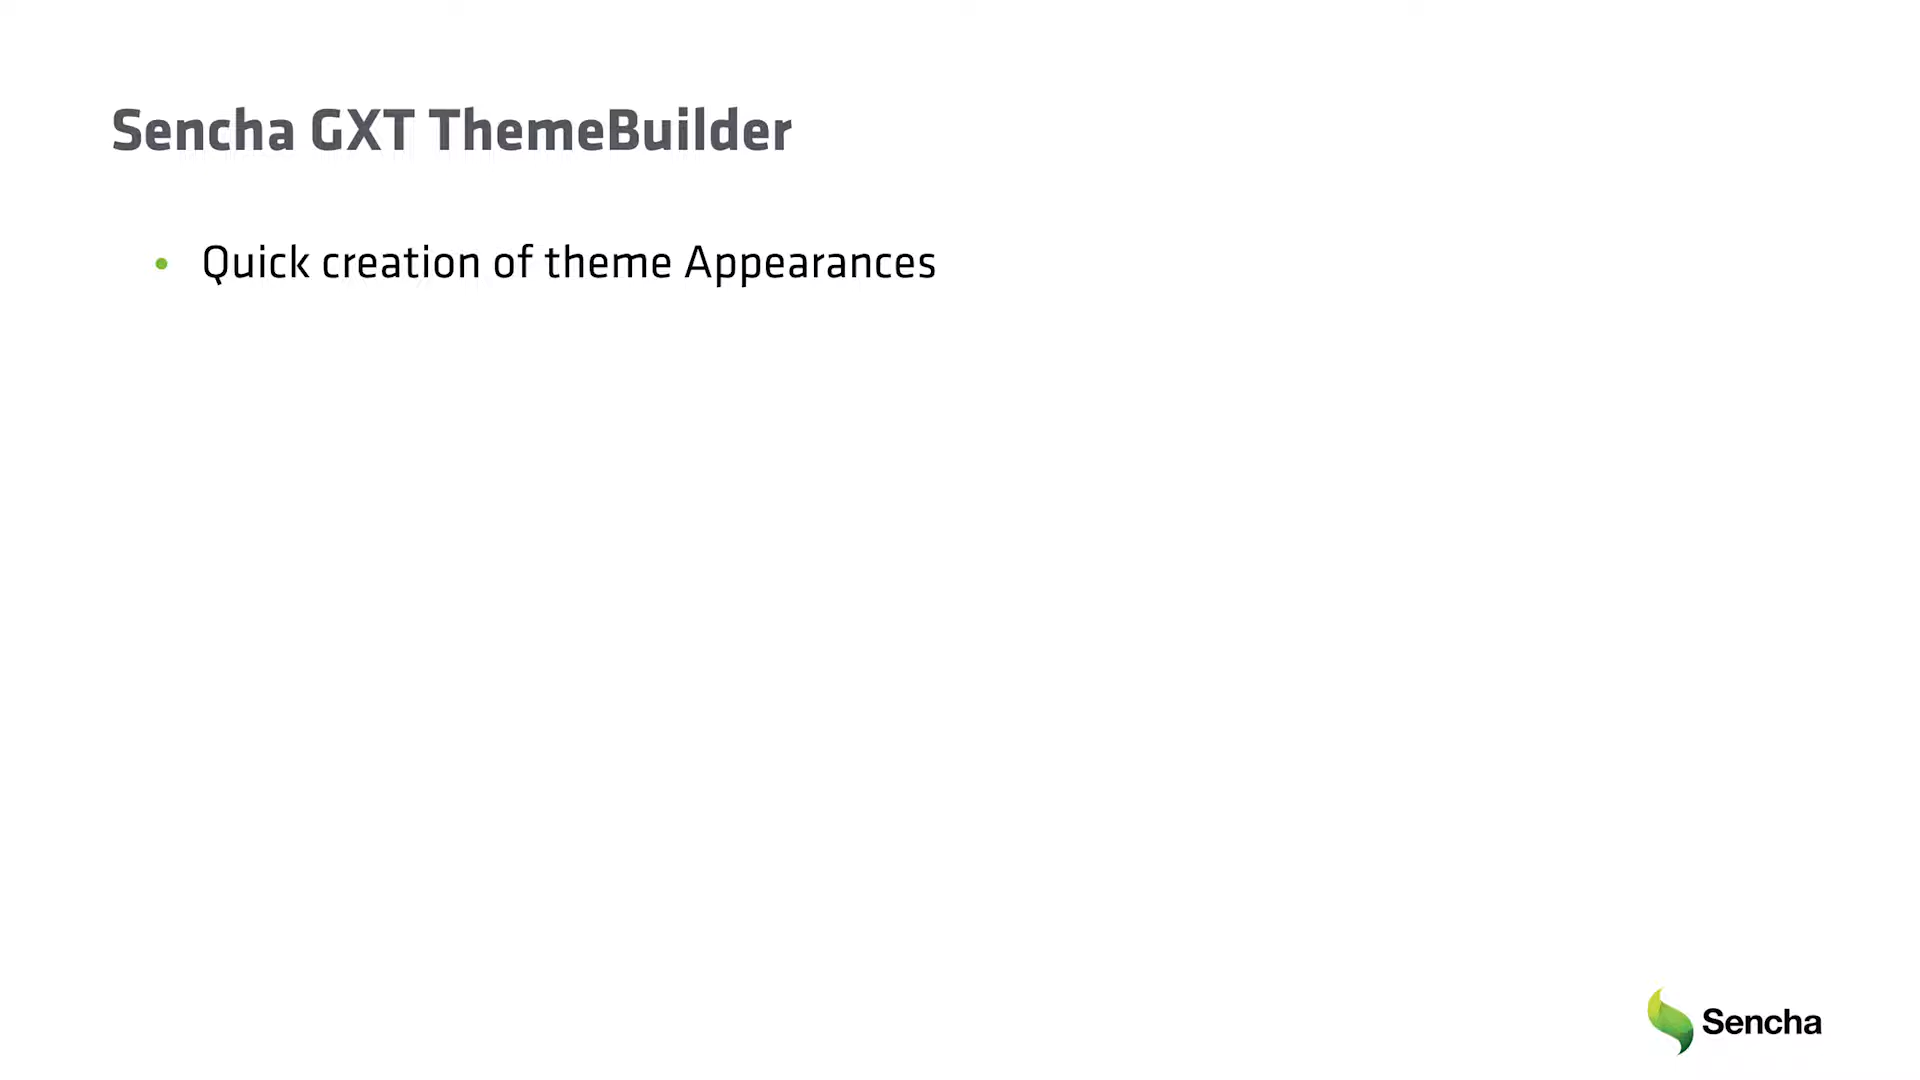 Sencha GXT ThemeBuilder
• Quick creation of theme Appearances
Sencha